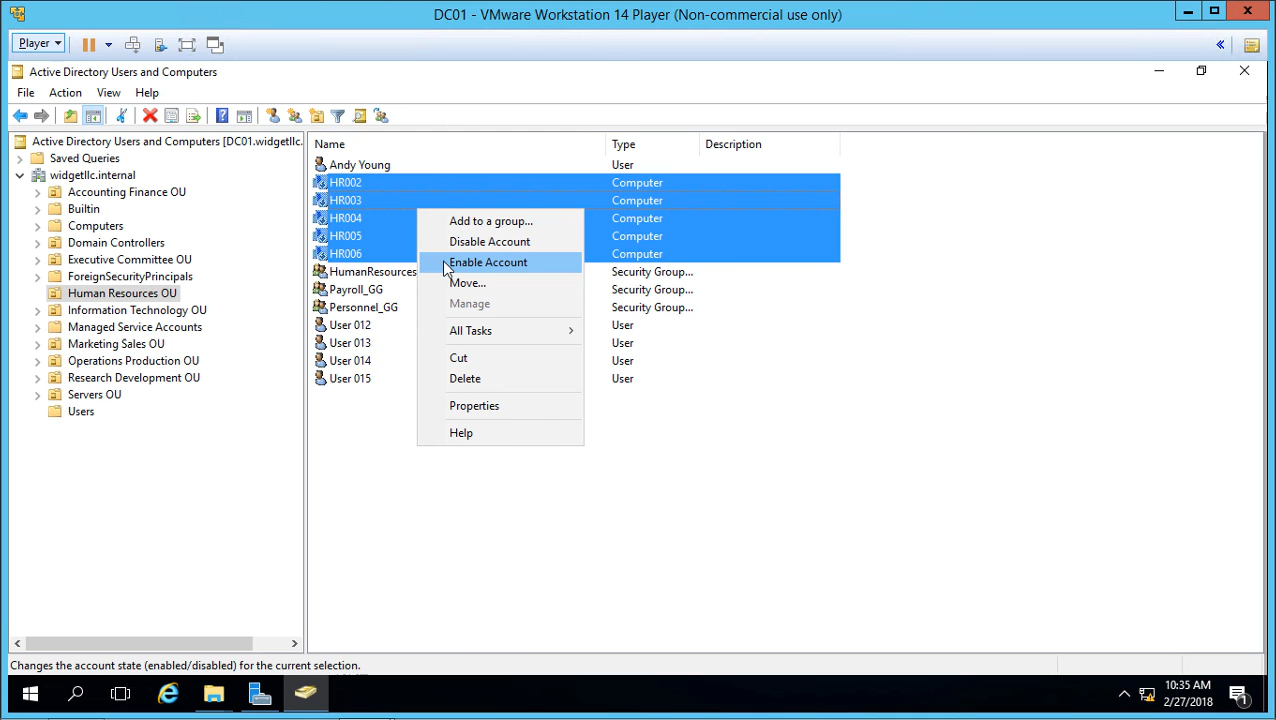 DC01 - VMware Workstation 14 Player (Non-commercial use only)
Player
Active Directory Users and Computers
File Action View Help
Active Directory Users and Computers [DC01.widgetllc.
Saved Queries
widgetllc.internal
Accounting Finance OU
Builtin
Computers
Domain Controllers
Executive Committee OU
ForeignSecurityPrincipals
Human Resources OU
Information Technology OU
Managed Service Accounts
Marketing Sales OU
Operations Production OU
Research Development OU
Servers OU
Users
Name Type Description
Andy Young User
HR002 Computer
HR003 Computer
HR004 Computer
HR005 Computer
HR006 Computer
HumanResources Security Group...
Payroll_GG Security Group...
Personnel_GG Security Group...
User 012 User
User 013 User
User 014 User
User 015 User
Add to a group...
Disable Account
Enable Account
Move...
Manage
All Tasks
Cut
Delete
Properties
Help
Changes the account state (enabled/disabled) for the current selection.
10:35 AM
2/27/2018
1